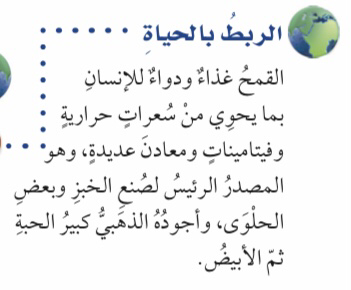 الربطُ بالحياةِ
القمحُ غذاءٌ ودواءٌ للإنسانِ
بما يحوِي منْ سُعراتٍ حراريةٍ
وفيتاميناتٍ ومعادنَ عديدةٍ، وهو
المصدرُ الرئيسُ لصُنعِ الخبزِ وبعضِ
الحلْوَى، وأجودُهُ الذهَبيُّ كبيرُ الحبةِ
ثمّ الأبيضُ.